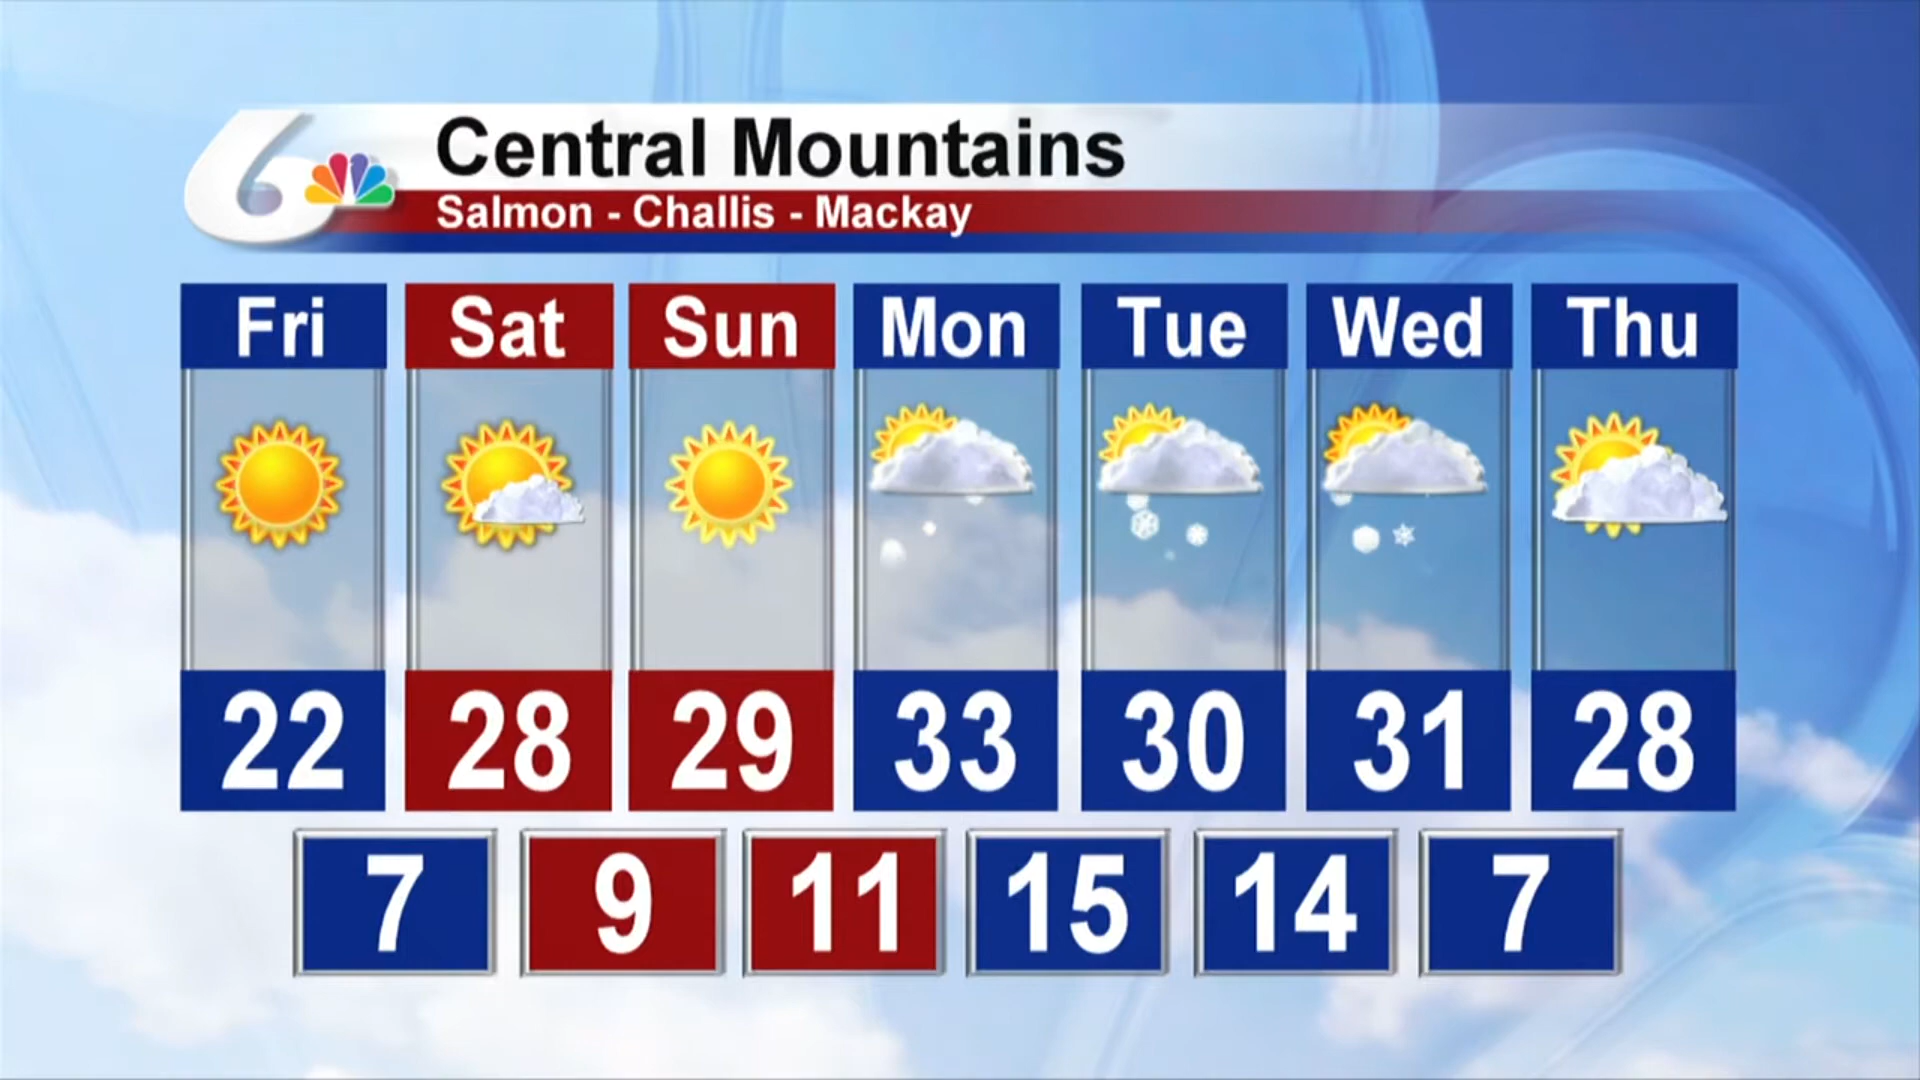 6
Central Mountains
Salmon - Challis - Mackay
Fri Sat Sun Mon Tue Wed Thu
22 28 29 33 30 31 28
7 9 11 15 14 7